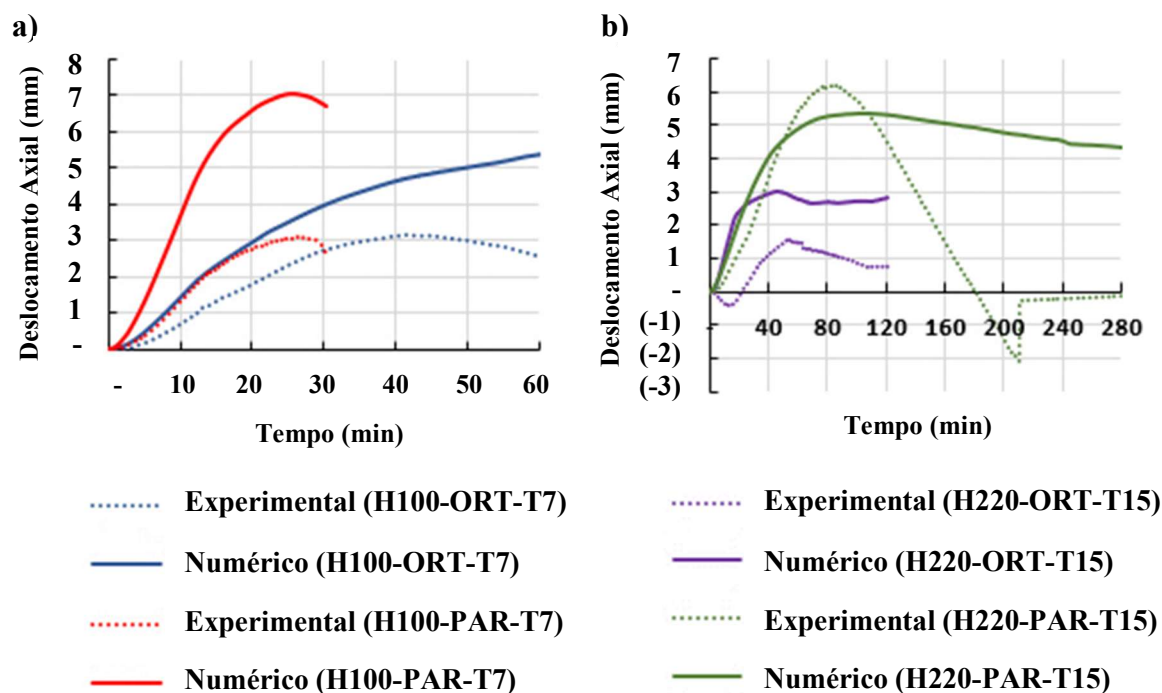 a)
Deslocamento Axial (mm)
8
7
6
5
4
3
2
1
-
- 10 20 30 40 50 60
Tempo (min)
b)
Deslocamento Axial (mm)
7
6
5
4
3
2
1
-
(-1)
(-2)
(-3)
- 40 80 120 160 200 240 280
Tempo (min)
Experimental (H100-ORT-T7)
Numérico (H100-ORT-T7)
Experimental (H100-PAR-T7)
Numérico (H100-PAR-T7)
Experimental (H220-ORT-T15)
Numérico (H220-ORT-T15)
Experimental (H220-PAR-T15)
Numérico (H220-PAR-T15)